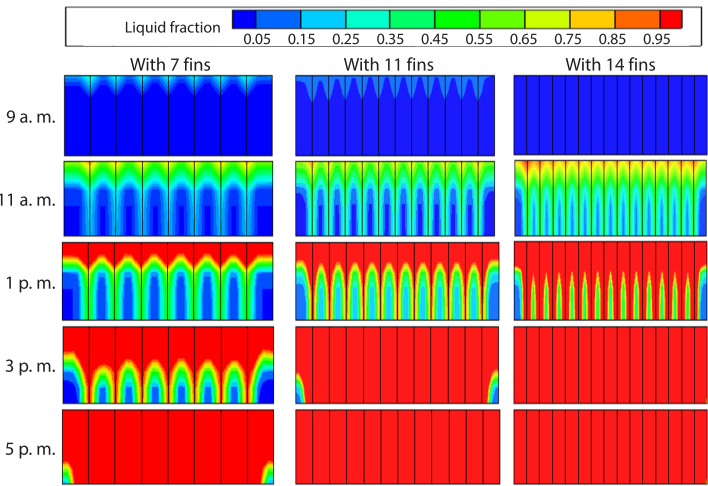 Liquid fraction
0.05 0.15 0.25 0.35 0.45 0.55 0.65 0.75 0.85 0.95
With 7 fins With 11 fins With 14 fins
9 a. m.
11 a. m.
1 p. m.
3 p. m.
5 p. m.